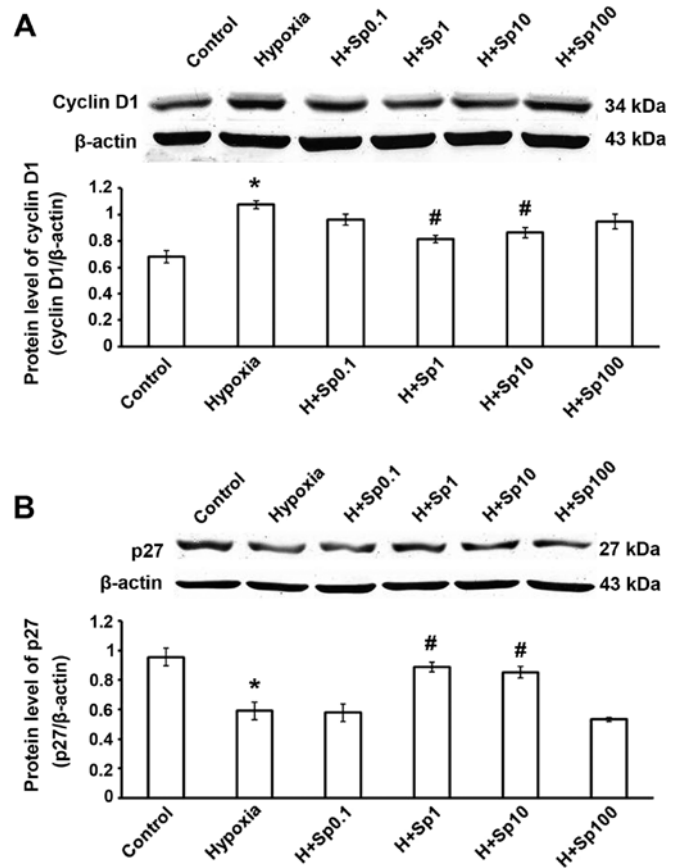 A
Control Hypoxia H+Sp0.1 H+Sp1 H+Sp10 H+Sp100
Cyclin D1 34 kDa
β-actin 43 kDa
Protein level of cyclin D1
(cyclin D1/β-actin)
1.2
1
0.8
0.6
0.4
0.2
0
*
#
#
Control Hypoxia H+Sp0.1 H+Sp1 H+Sp10 H+Sp100
B
Control Hypoxia H+Sp0.1 H+Sp1 H+Sp10 H+Sp100
p27 27 kDa
β-actin 43 kDa
Protein level of p27
(p27/β-actin)
1.2
1
0.8
0.6
0.4
0.2
0
*
#
#
Control Hypoxia H+Sp0.1 H+Sp1 H+Sp10 H+Sp100